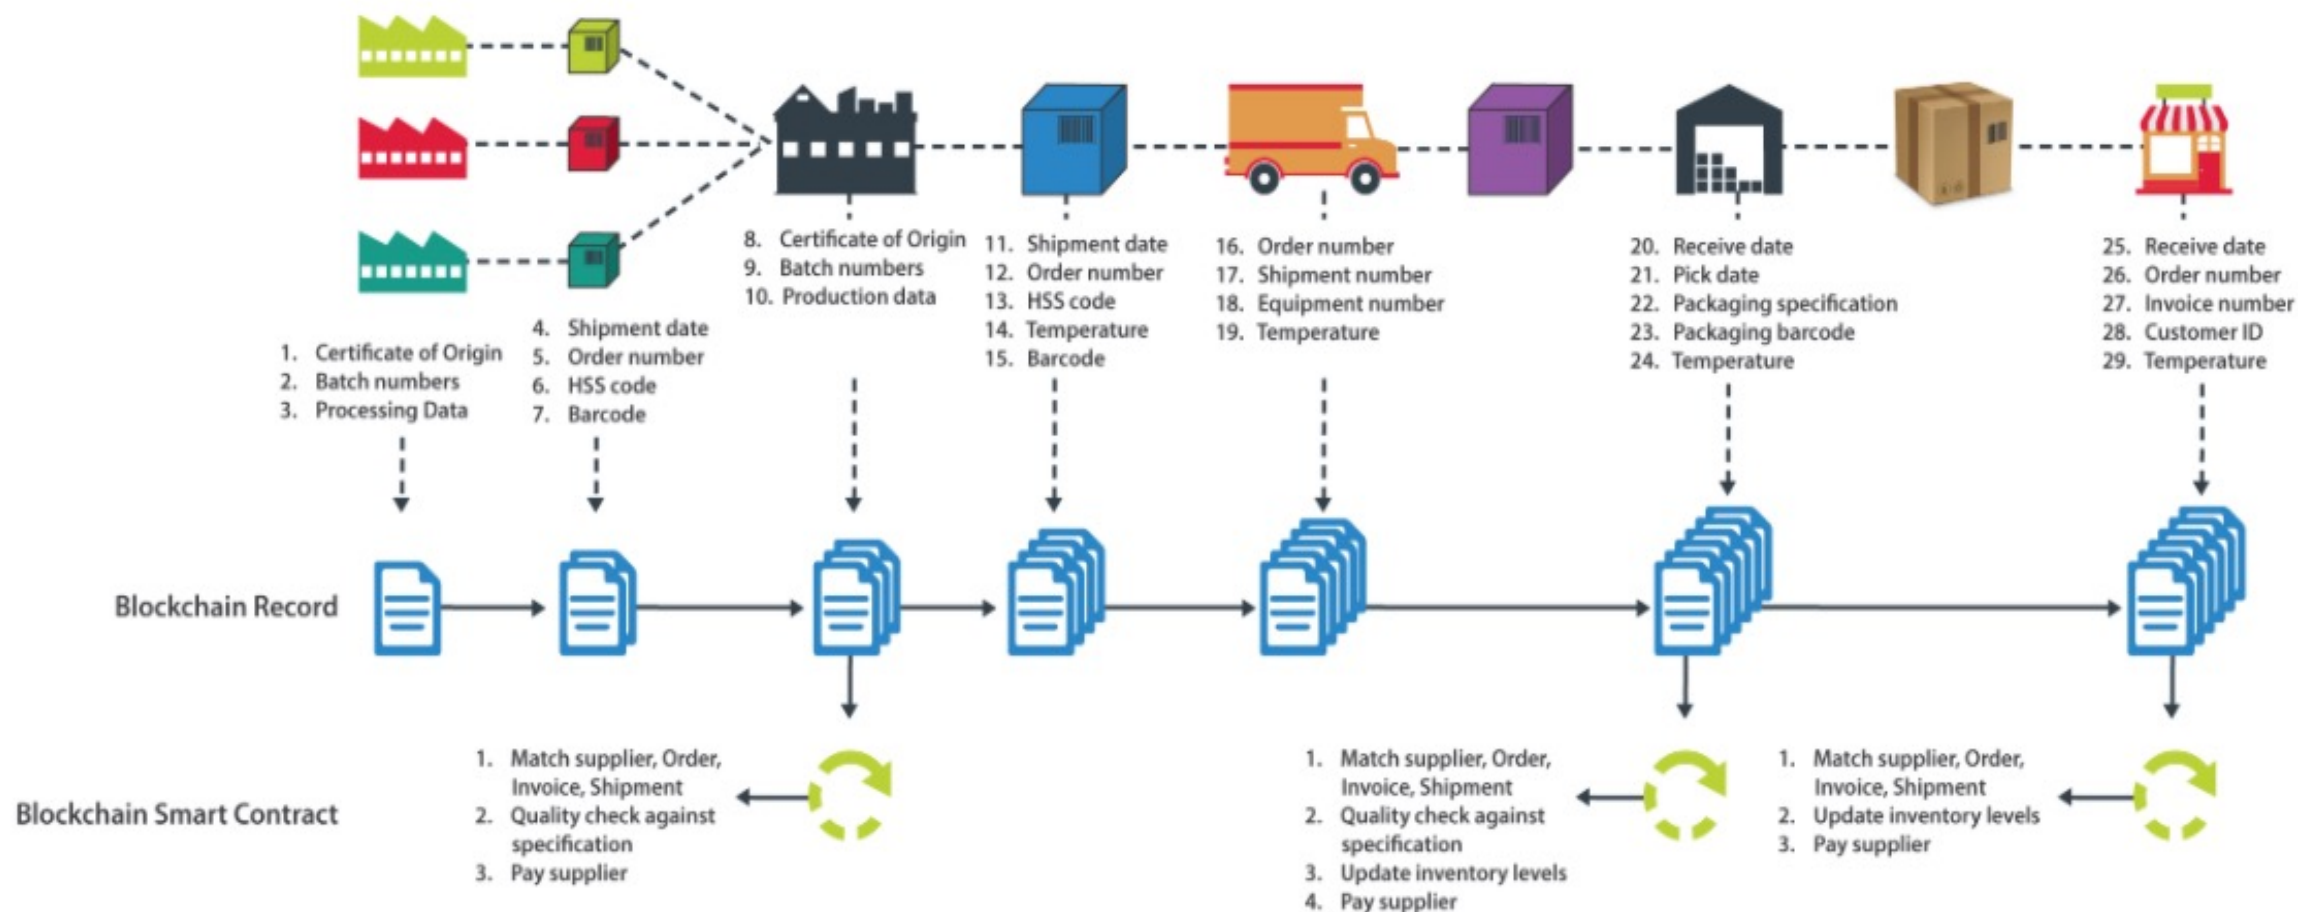 1. Certificate of Origin
2. Batch numbers
3. Processing Data
4. Shipment date
5. Order number
6. HSS code
7. Barcode
8. Certificate of Origin
9. Batch numbers
10. Production data
11. Shipment date
12. Order number
13. HSS code
14. Temperature
15. Barcode
16. Order number
17. Shipment number
18. Equipment number
19. Temperature
20. Receive date
21. Pick date
22. Packaging specification
23. Packaging barcode
24. Temperature
25. Receive date
26. Order number
27. Invoice number
28. Customer ID
29. Temperature
Blockchain Record
Blockchain Smart Contract
1. Match supplier, Order,
Invoice, Shipment
2. Quality check against
specification
3. Pay supplier
1. Match supplier, Order,
Invoice, Shipment
2. Quality check against
specification
3. Update inventory levels
4. Pay supplier
1. Match supplier, Order,
Invoice, Shipment
2. Update inventory levels
3. Pay supplier